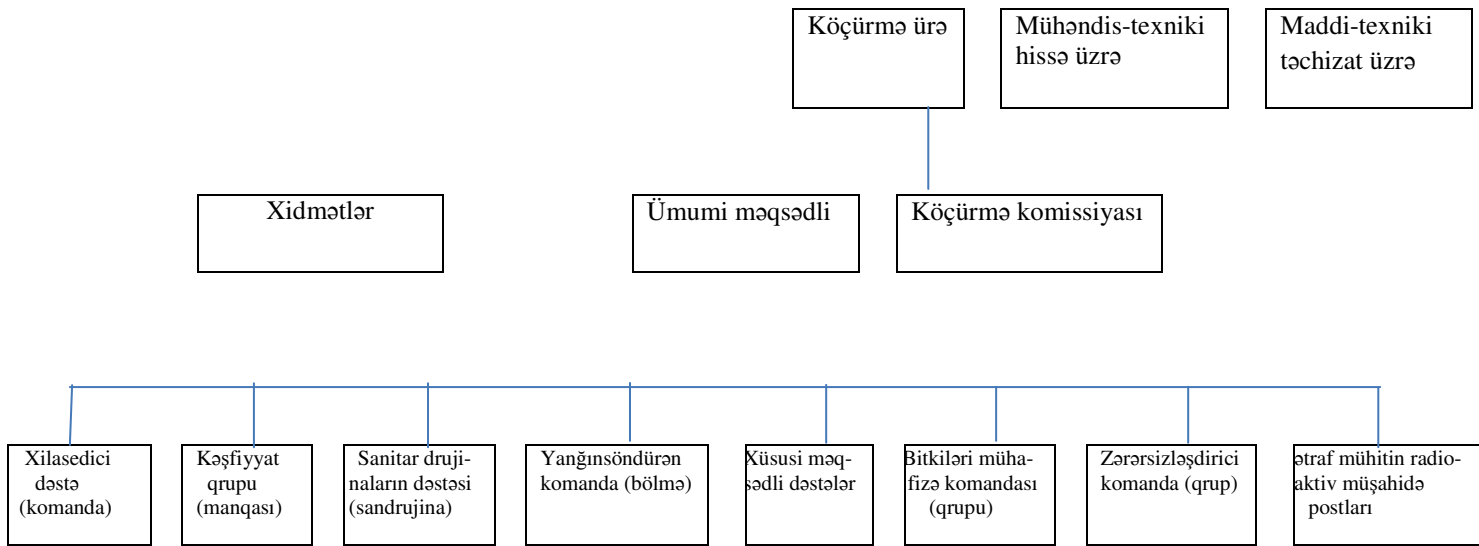 Köçürmə ürə
Mühəndis-texniki
hissə üzrə
Maddi-texniki
təchizat üzrə
Xidmətlər
Ümumi məqsədli
Köçürmə komissiyası
Xilasedici
dəstə
(komanda)
Kəşfiyyat
qrupu
(manqası)
Sanitar druji-
naların dəstəsi
(sandrujina)
Yanğınsöndürən
komanda (bölmə)
Xüsusi məq-
sədli dəstələr
Bitkiləri müha-
fizə komandası
(qrupu)
Zərərsizləşdirici
komanda (qrup)
ətraf mühitin radio-
aktiv müşahidə
postları